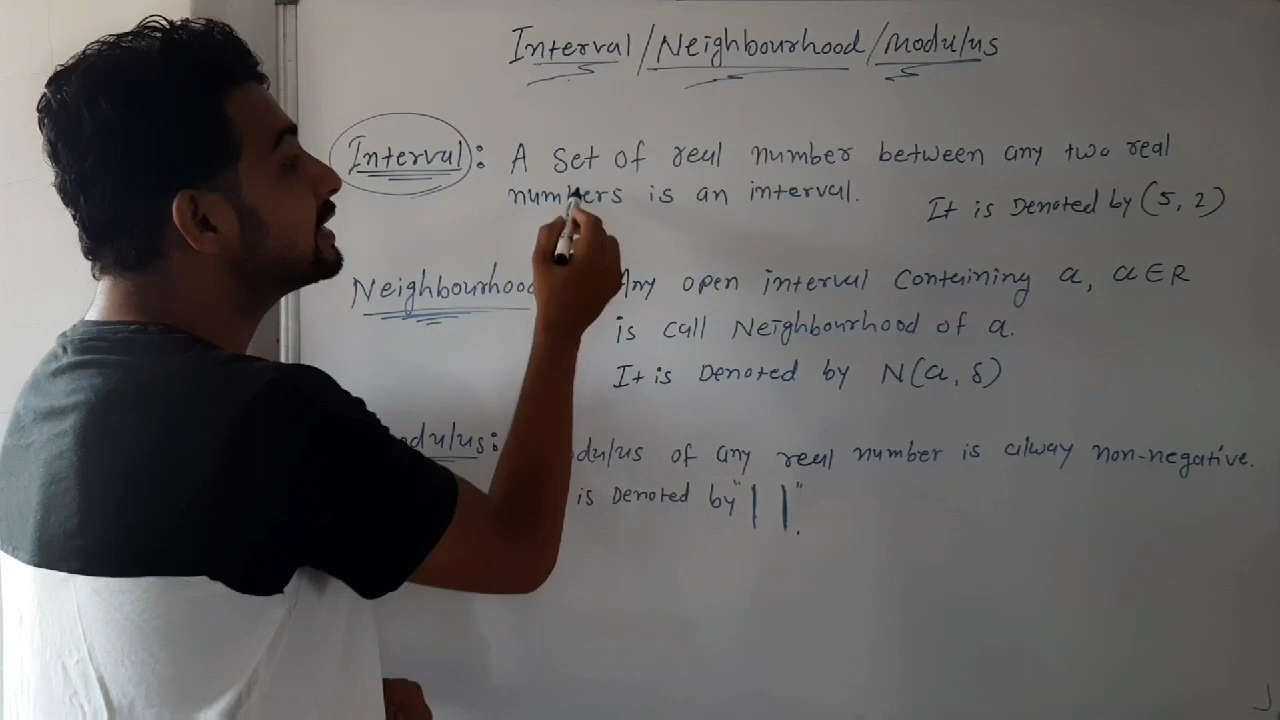 Interval/Neighbourhood/Modulus
Interval: A set of real number between any two real
numbers is an interval. It is Denoted by (5, 2)
Neighbourhood Any open interval Containing a, a∈R
is call Neighbourhood of a.
It is Denoted by N(a, δ)
dulus: dulus of any real number is alway non-negative.
is Denoted by "| |".